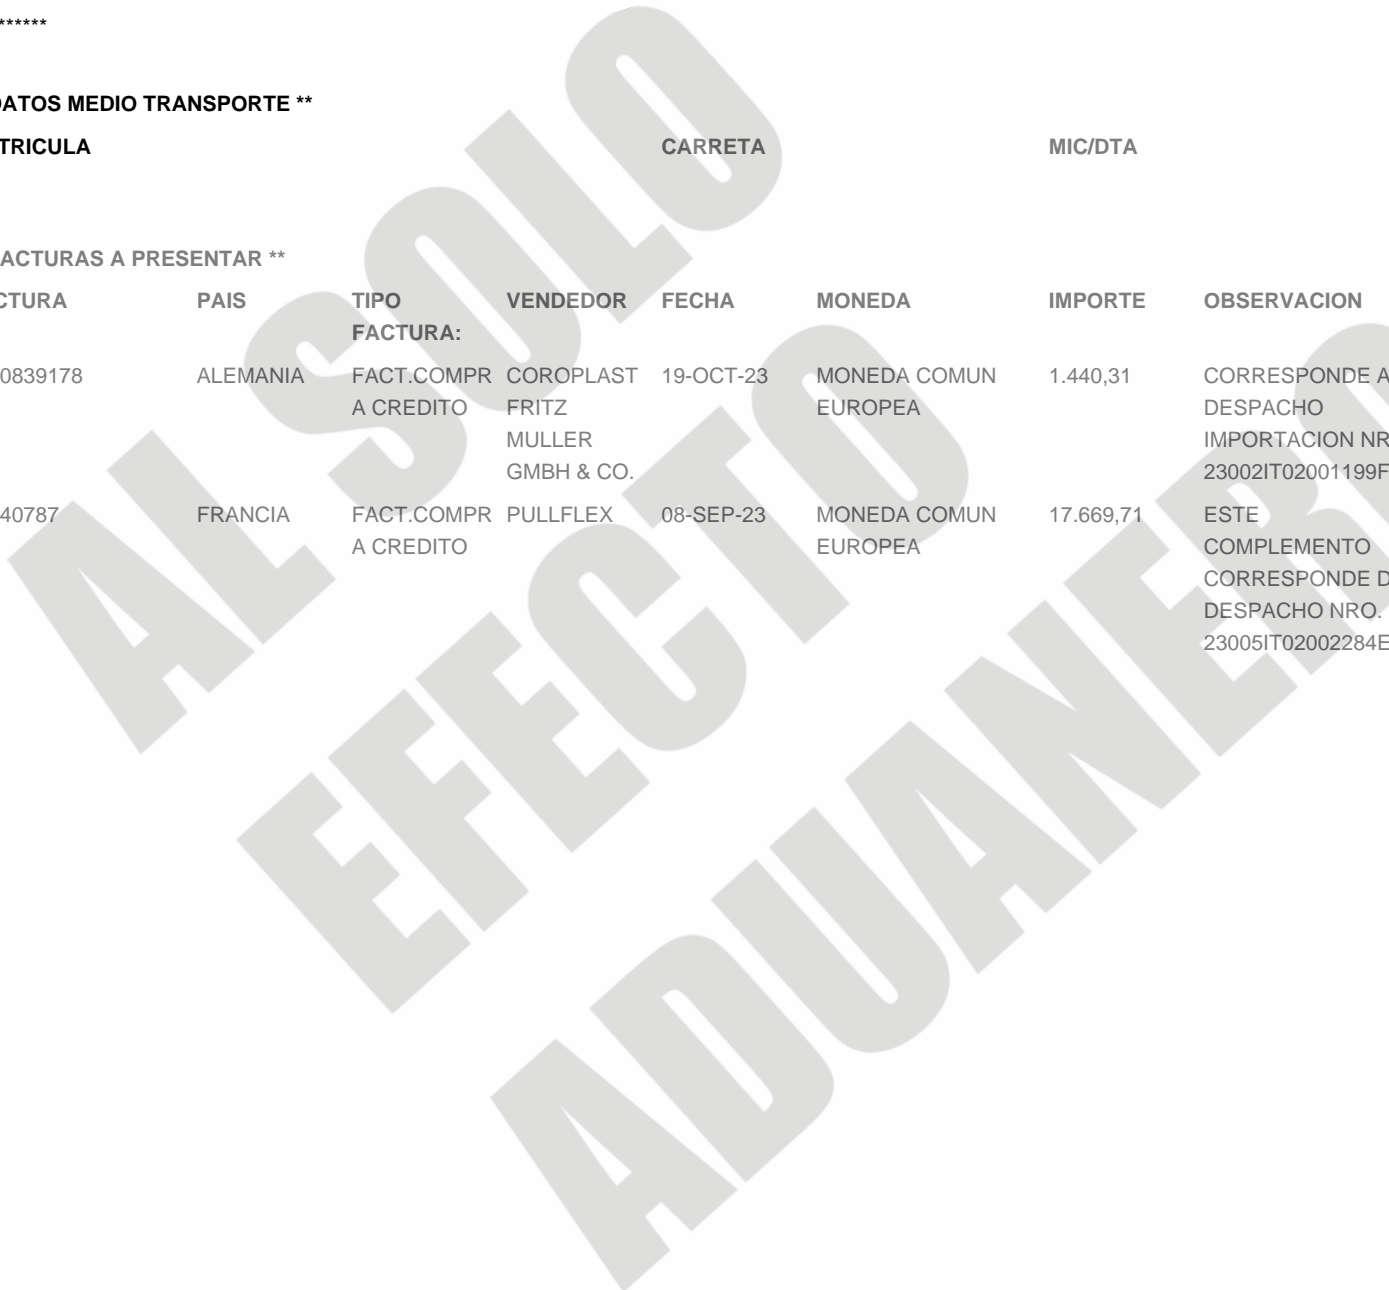 ******
DATOS MEDIO TRANSPORTE **
TRICULA CARRETA MIC/DTA
ACTURAS A PRESENTAR **
CTURA PAIS TIPO FACTURA: VENDEDOR FECHA MONEDA IMPORTE OBSERVACION
0839178 ALEMANIA FACT.COMPR COROPLAST 19-OCT-23 MONEDA COMUN 1.440,31 CORRESPONDE A
A CREDITO FRITZ EUROPEA DESPACHO
MULLER IMPORTACION NR
GMBH & CO. 23002IT02001199F
40787 FRANCIA FACT.COMPR PULLFLEX 08-SEP-23 MONEDA COMUN 17.669,71 ESTE
A CREDITO EUROPEA COMPLEMENTO
CORRESPONDE D
DESPACHO NRO.
23005IT02002284E
AL SOLO
EFECTO
ADUANERO